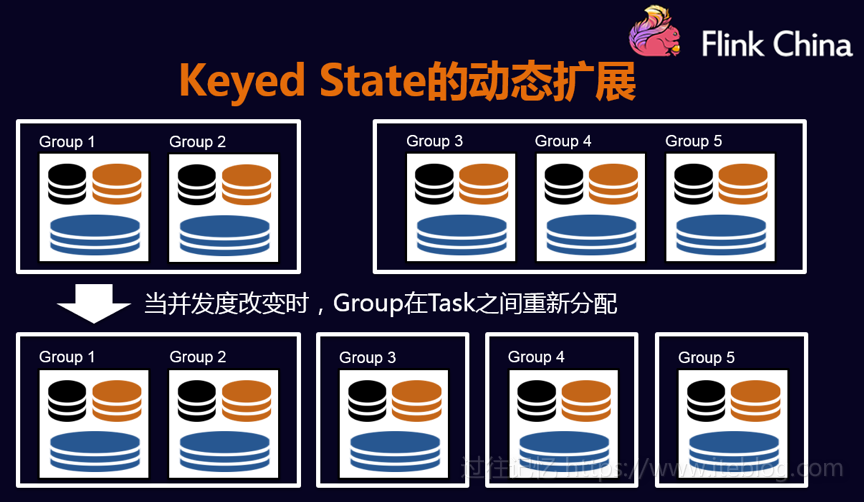 Flink China
Keyed State的动态扩展
Group 1 Group 2 Group 3 Group 4 Group 5
当并发度改变时，Group在Task之间重新分配
Group 1 Group 2 Group 3 Group 4 Group 5
过往记忆 https://www.iteblog.com